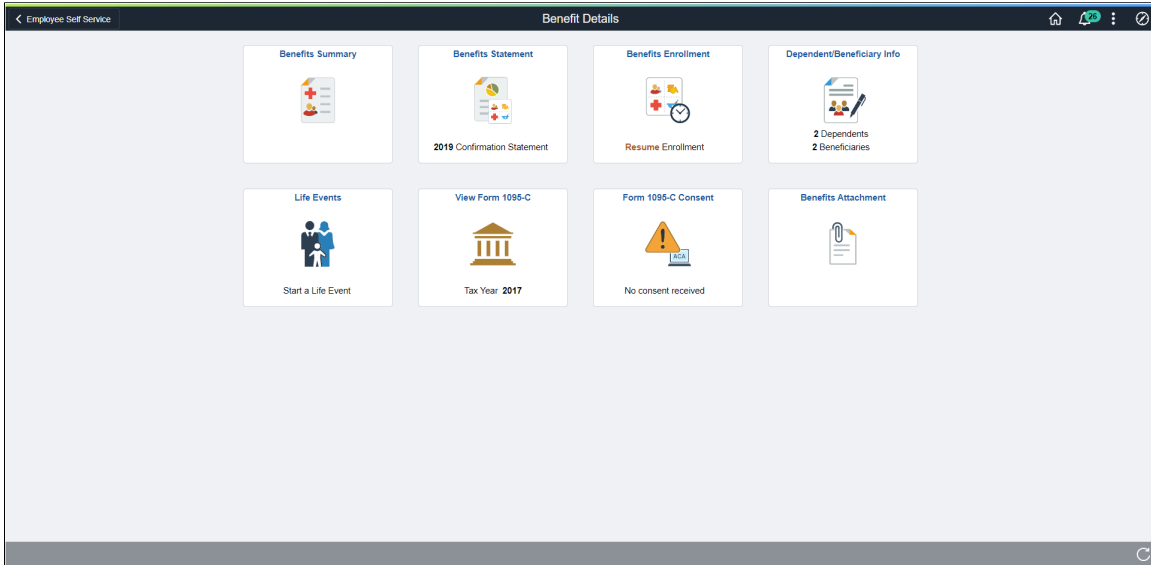 Employee Self Service
Benefit Details
26
Benefits Summary
Benefits Statement
2019 Confirmation Statement
Benefits Enrollment
Resume Enrollment
Dependent/Beneficiary Info
2 Dependents
2 Beneficiaries
Life Events
Start a Life Event
View Form 1095-C
Tax Year 2017
Form 1095-C Consent
ACA
No consent received
Benefits Attachment